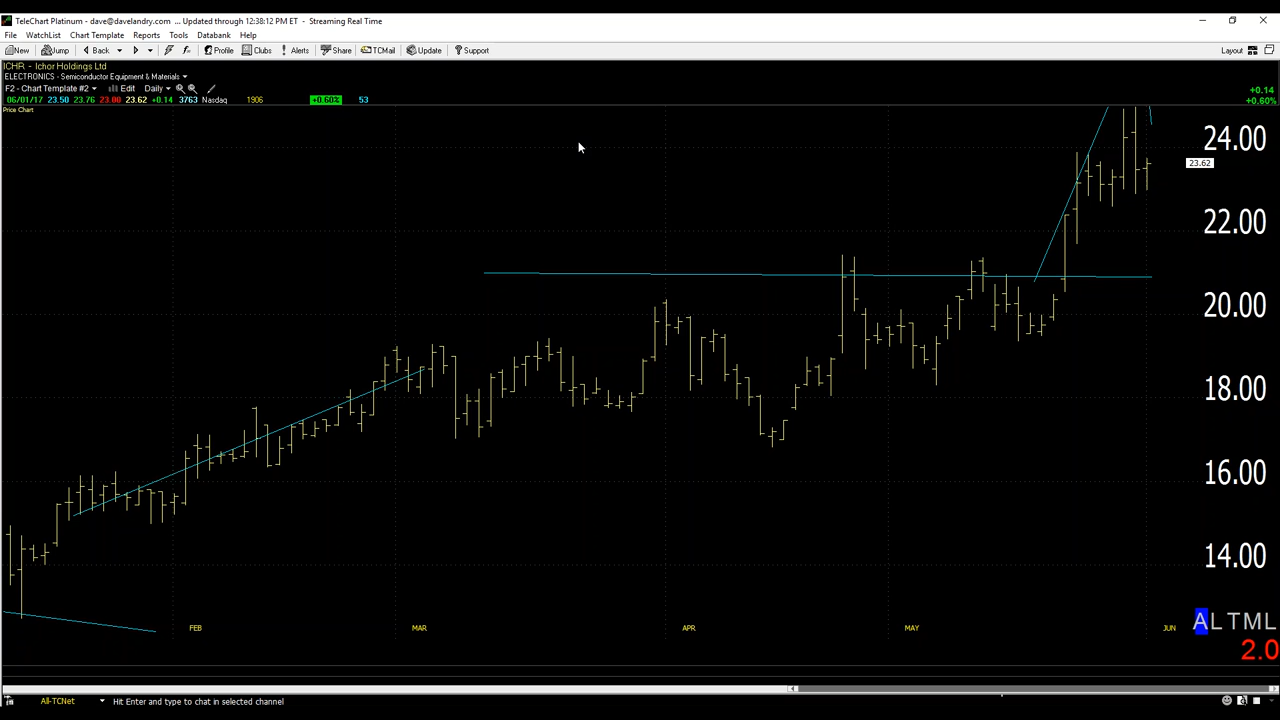 TeleChart Platinum - dave@davelandry.com ... Updated through 12:38:12 PM ET - Streaming Real Time
File WatchList Chart Template Reports Tools Databank Help
New Jump Back Profile Clubs Alerts Share TCMail Update Support Layout
ICHR - Ichor Holdings Ltd
ELECTRONICS - Semiconductor Equipment & Materials
F2 - Chart Template #2 Edit Daily
+0.14
06/01/17 23.50 23.76 23.00 23.62 +0.14 3763 Nasdaq 1906 +0.60% 53
+0.60%
Price Chart
24.00
23.62
22.00
20.00
18.00
16.00
14.00
ALTML
FEB MAR APR MAY JUN
2.0
All-TCNet Hit Enter and type to chat in selected channel